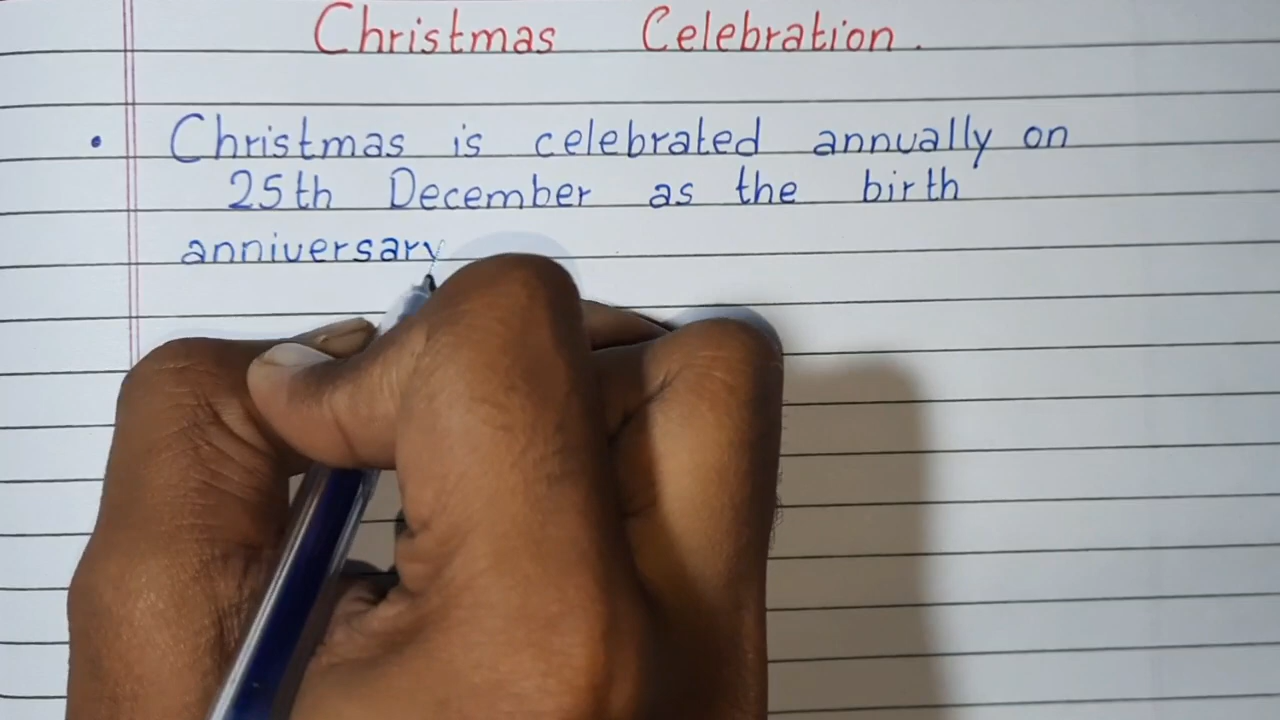 Christmas Celebration.
• Christmas is celebrated annually on
25th December as the birth
anniversary